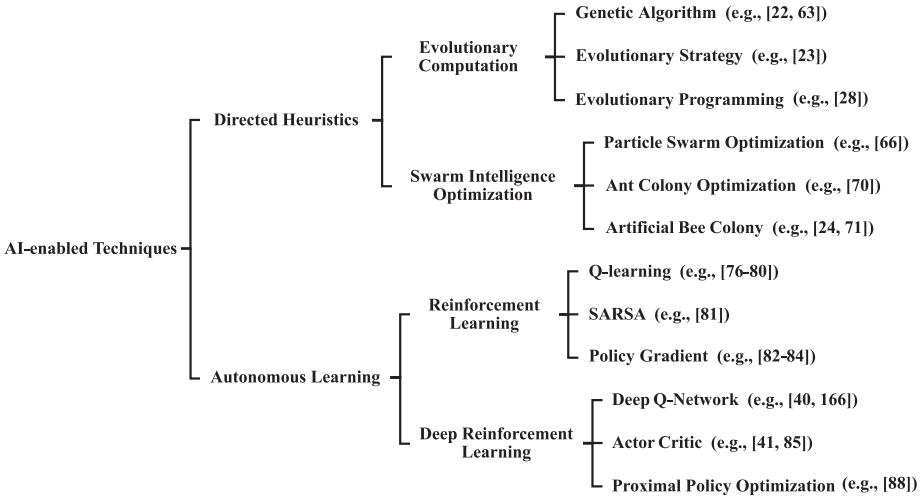 Genetic Algorithm (e.g., [22, 63])
Evolutionary
Computation
Evolutionary Strategy (e.g., [23])
Evolutionary Programming (e.g., [28])
Directed Heuristics
Particle Swarm Optimization (e.g., [66])
Swarm Intelligence
Optimization
Ant Colony Optimization (e.g., [70])
Artificial Bee Colony (e.g., [24, 71])
AI-enabled Techniques
Q-learning (e.g., [76-80])
Reinforcement
Learning
SARSA (e.g., [81])
Policy Gradient (e.g., [82-84])
Autonomous Learning
Deep Q-Network (e.g., [40, 166])
Deep Reinforcement
Learning
Actor Critic (e.g., [41, 85])
Proximal Policy Optimization (e.g., [88])